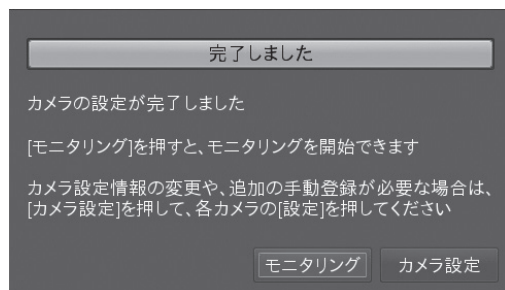 完了しました
カメラの設定が完了しました
[モニタリング]を押すと、モニタリングを開始できます
カメラ設定情報の変更や、追加の手動登録が必要な場合は、
[カメラ設定]を押して、各カメラの[設定]を押してください
モニタリング
カメラ設定